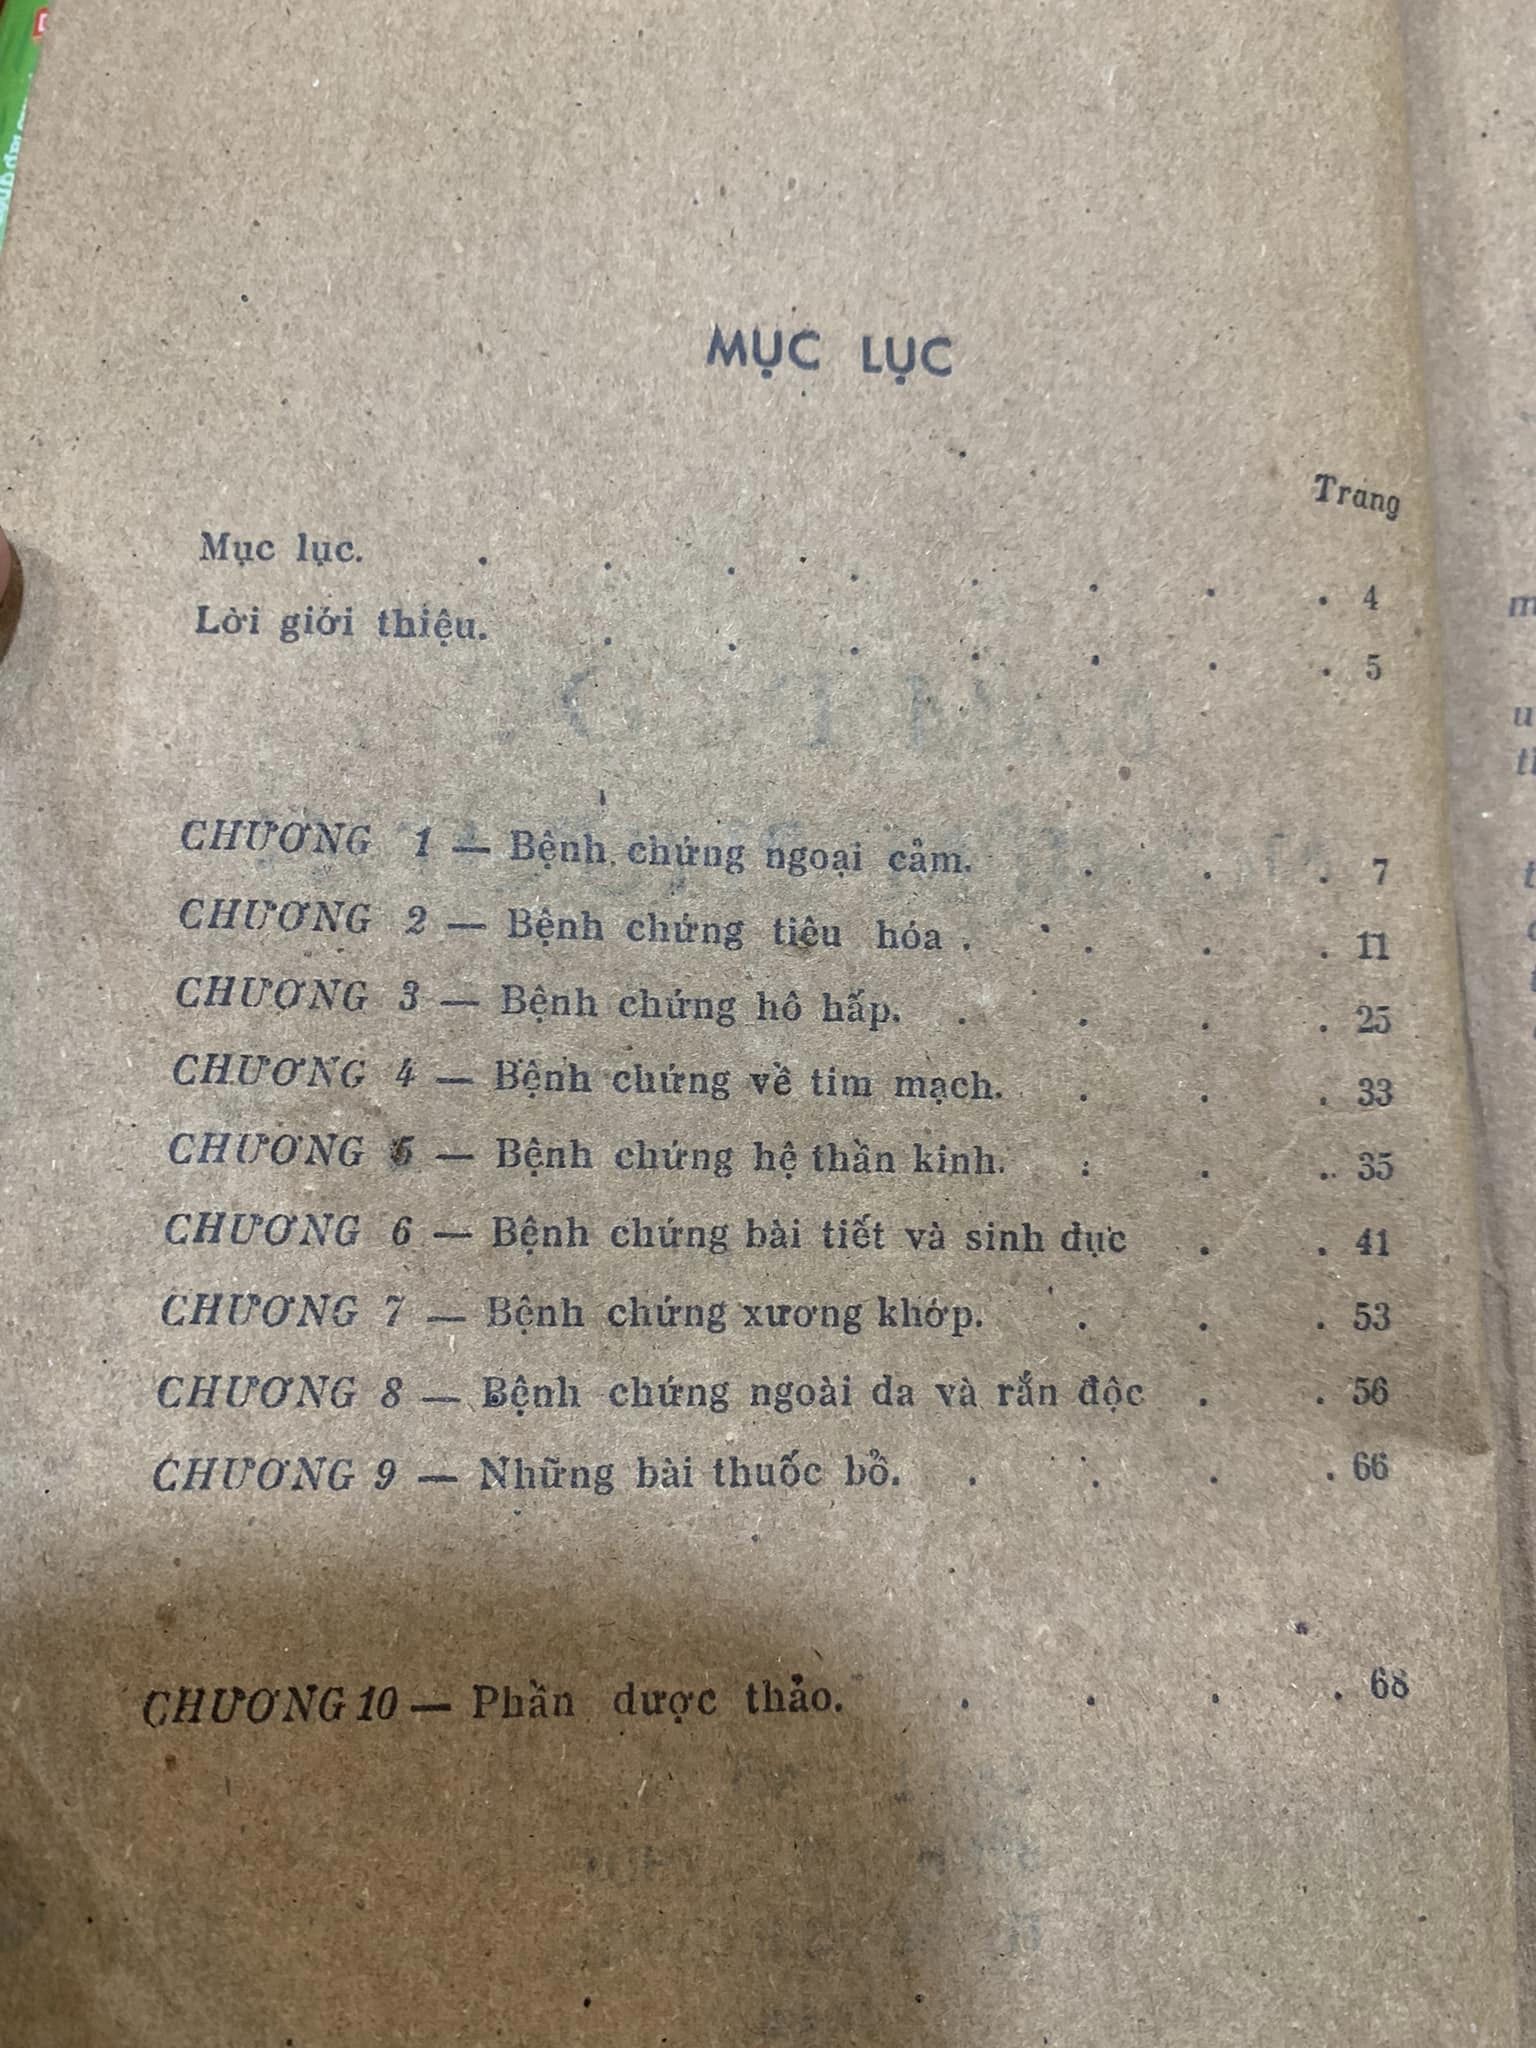 MỤC LỤC
Trang
Mục lục. . . . . . . . . 4
Lời giới thiệu. . . . . . . . 5
CHƯƠNG 1 — Bệnh chứng ngoại cảm. . . . 7
CHƯƠNG 2 — Bệnh chứng tiêu hóa . . . . . 11
CHƯƠNG 3 — Bệnh chứng hô hấp. . . . . 25
CHƯƠNG 4 — Bệnh chứng về tim mạch. . . . 33
CHƯƠNG 5 — Bệnh chứng hệ thần kinh. . . . 35
CHƯƠNG 6 — Bệnh chứng bài tiết và sinh dục . . 41
CHƯƠNG 7 — Bệnh chứng xương khớp. . . . 53
CHƯƠNG 8 — Bệnh chứng ngoài da và rắn độc . . 56
CHƯƠNG 9 — Những bài thuốc bổ. . . . . 66
CHƯƠNG 10 — Phần dược thảo. . . . . 68